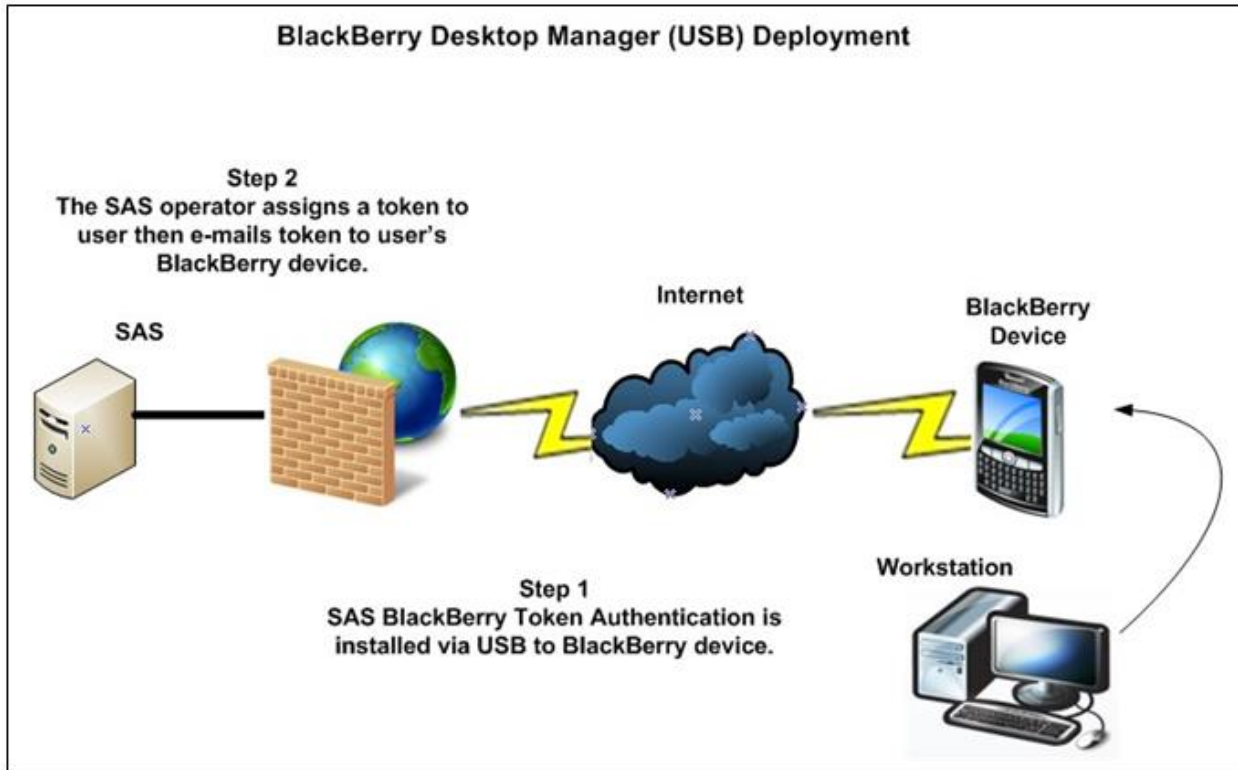 BlackBerry Desktop Manager (USB) Deployment
Step 2
The SAS operator assigns a token to
user then e-mails token to user's
BlackBerry device.
SAS
Internet
BlackBerry
Device
Step 1
SAS BlackBerry Token Authentication is
installed via USB to BlackBerry device.
Workstation